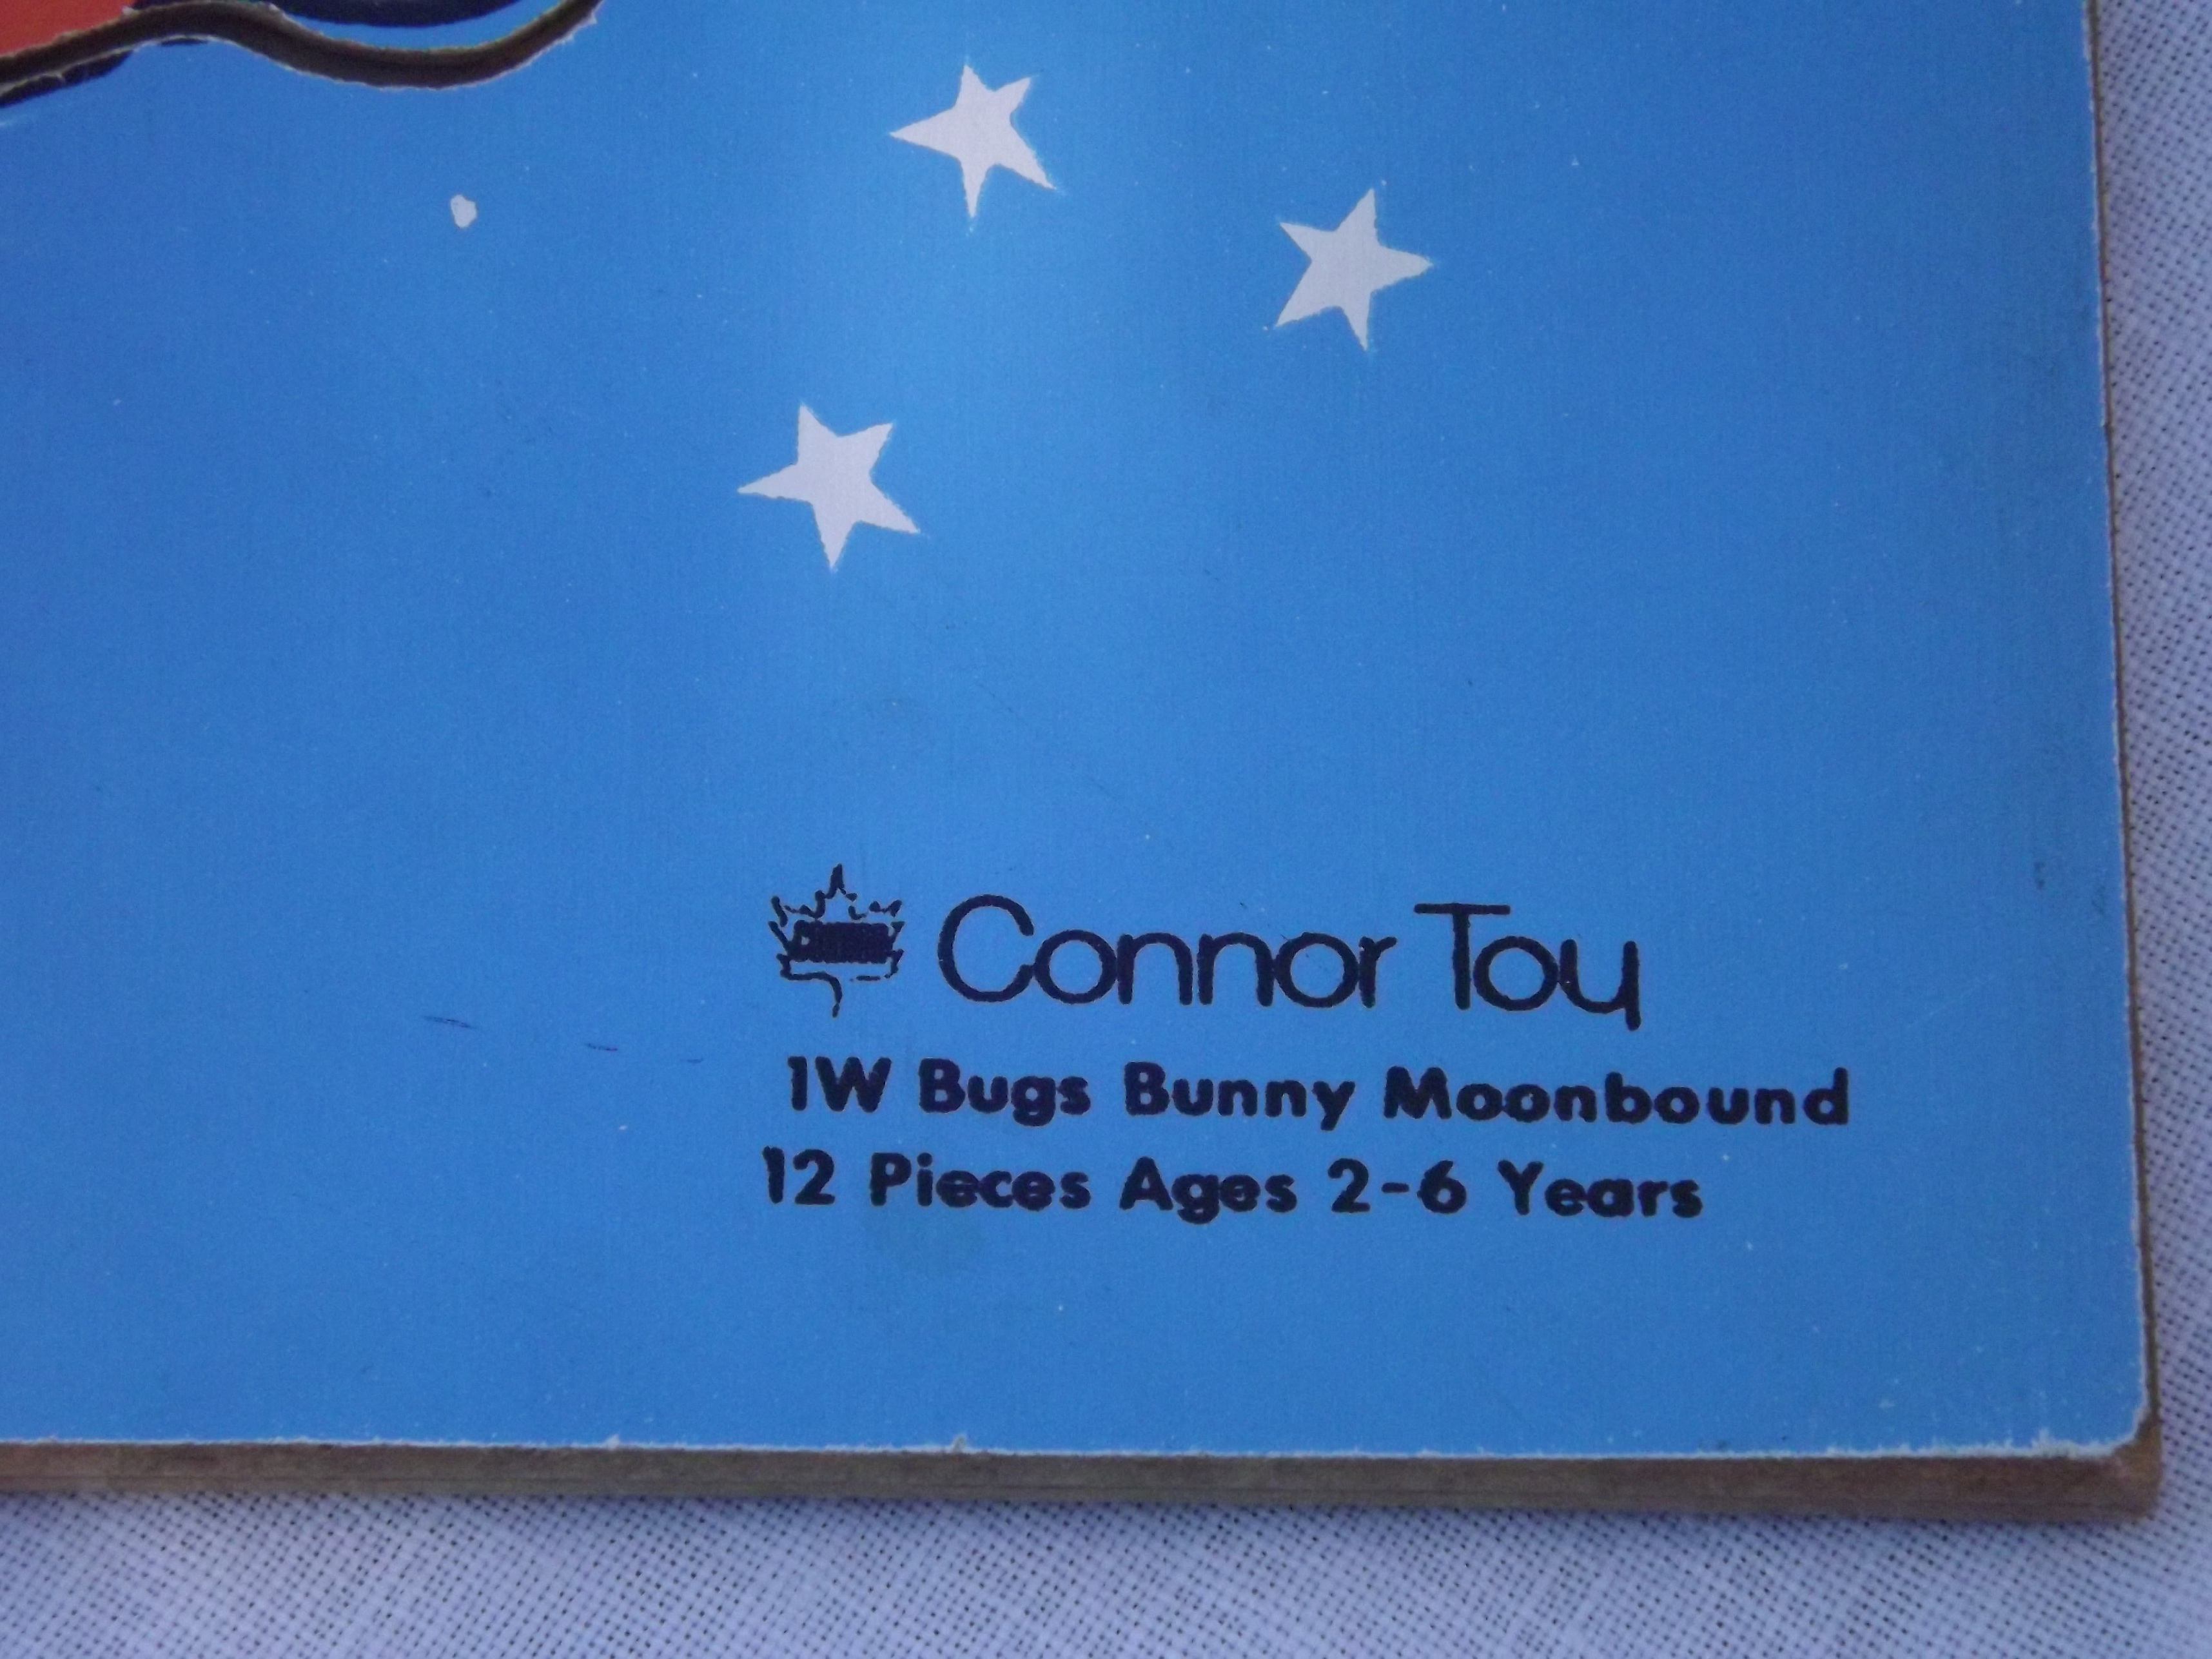 Connor Toy
1W Bugs Bunny Moonbound
12 Pieces Ages 2-6 Years